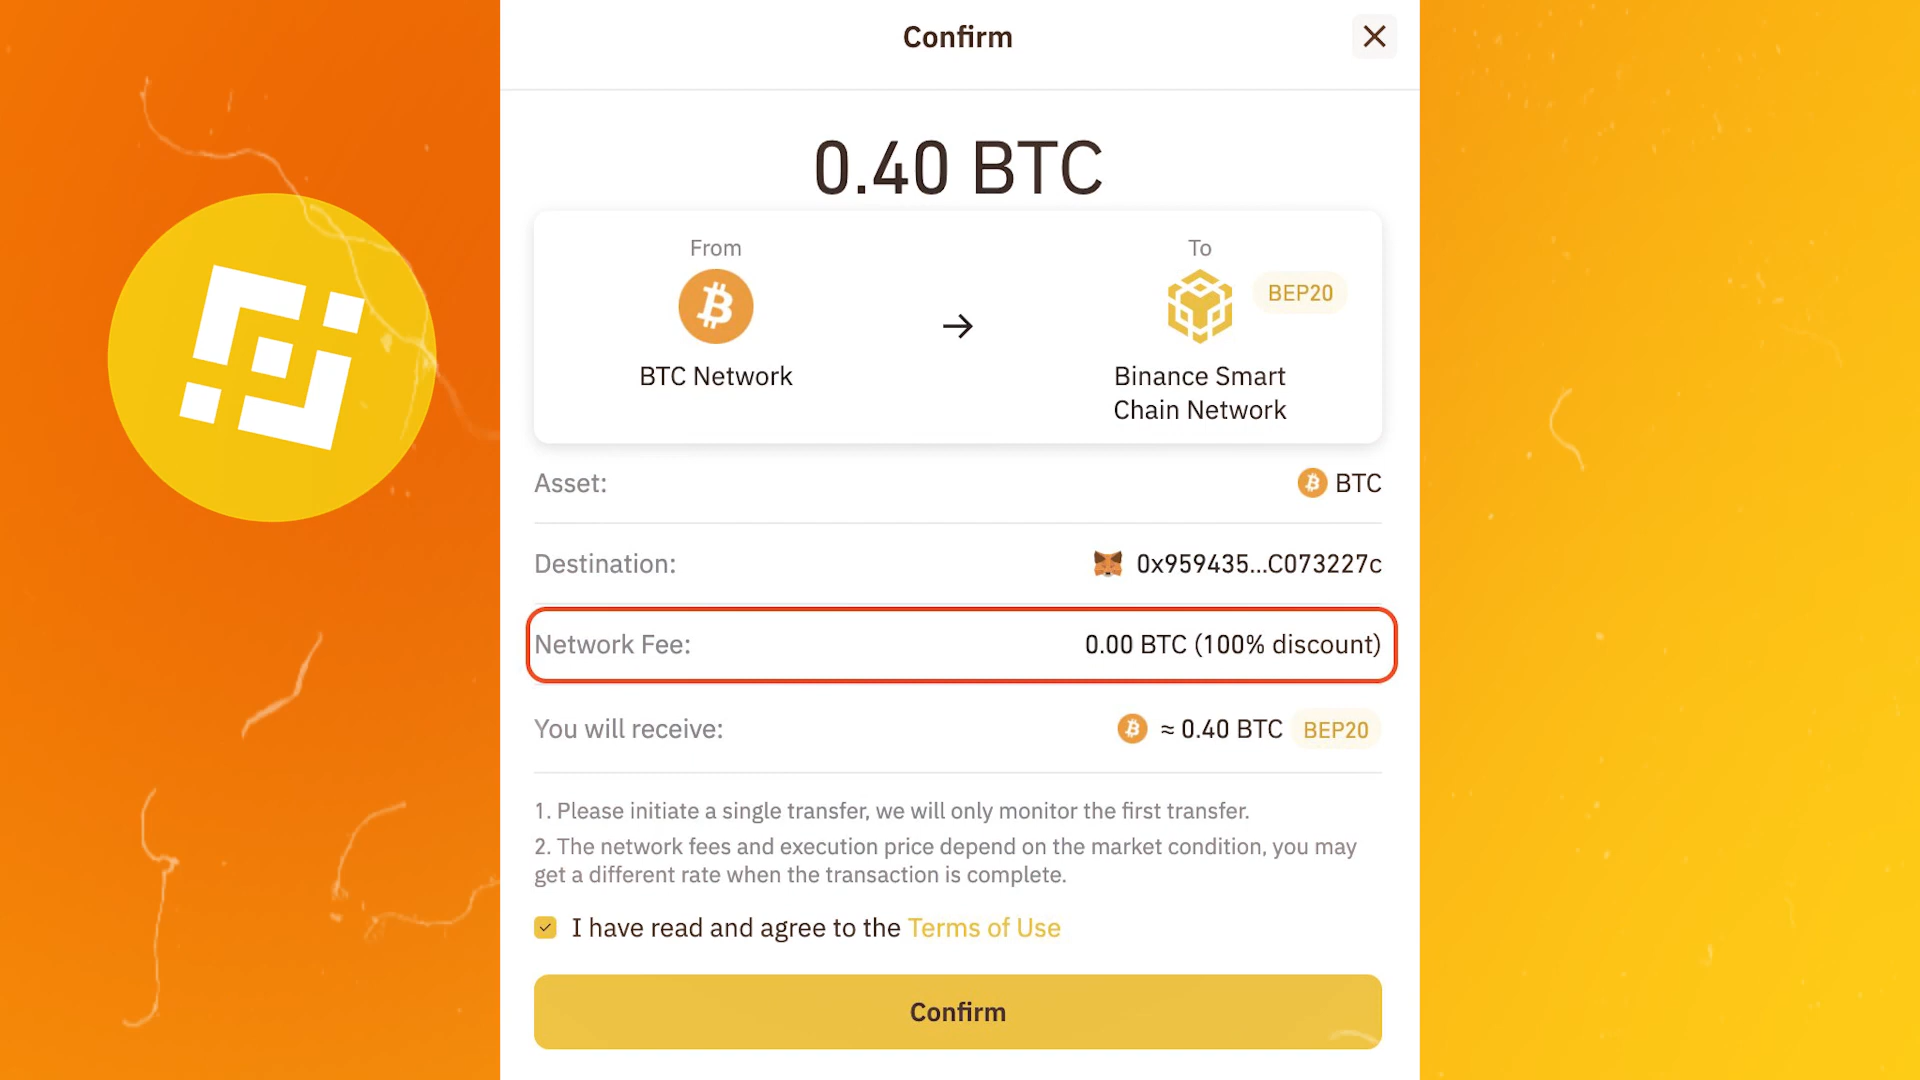 Confirm
0.40 BTC
From
To
BEP20
BTC Network
Binance Smart
Chain Network
Asset:
BTC
Destination:
0x959435...C073227c
Network Fee:
0.00 BTC (100% discount)
You will receive:
≈ 0.40 BTC BEP20
1. Please initiate a single transfer, we will only monitor the first transfer.
2. The network fees and execution price depend on the market condition, you may
get a different rate when the transaction is complete.
I have read and agree to the Terms of Use
Confirm